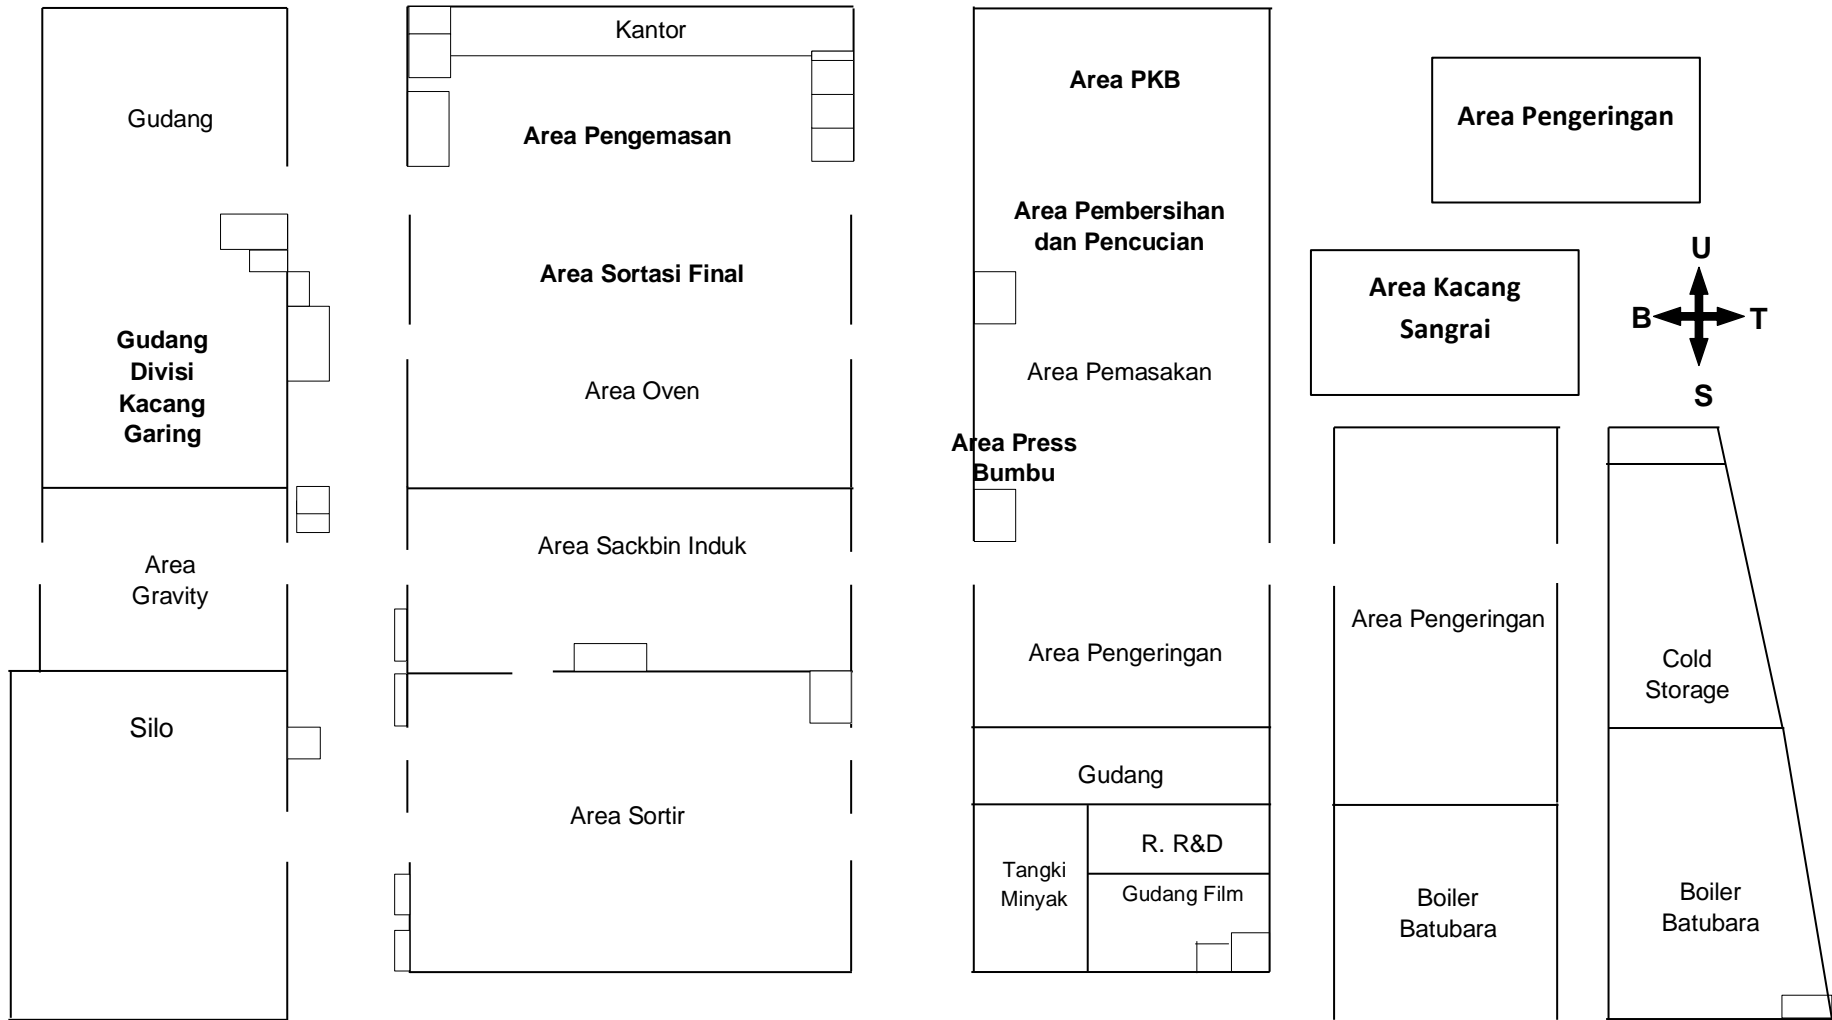 Gudang
Gudang
Divisi
Kacang
Garing
Area
Gravity
Silo
Kantor
Area Pengemasan
Area Sortasi Final
Area Oven
Area Sackbin Induk
Area Sortir
Area PKB
Area Pembersihan
dan Pencucian
Area Pemasakan
Area Press
Bumbu
Area Pengeringan
Gudang
R. R&D
Tangki
Minyak
Gudang Film
Area Pengeringan
Area Kacang
Sangrai
U
B
T
S
Area Pengeringan
Boiler
Batubara
Cold
Storage
Boiler
Batubara